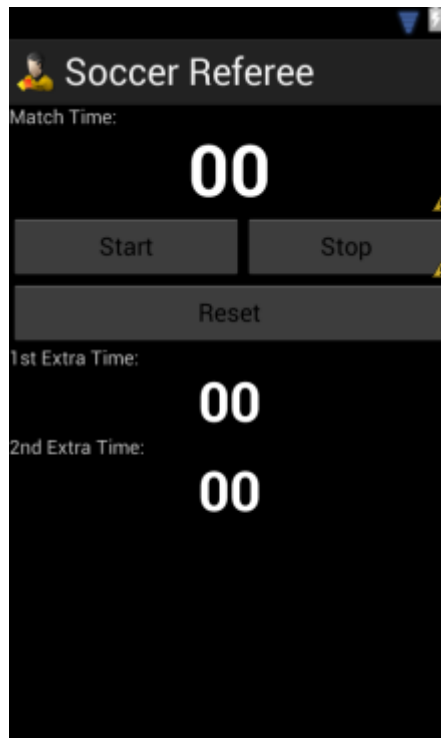 Soccer Referee
Match Time:
00
Start Stop
Reset
1st Extra Time:
00
2nd Extra Time:
00